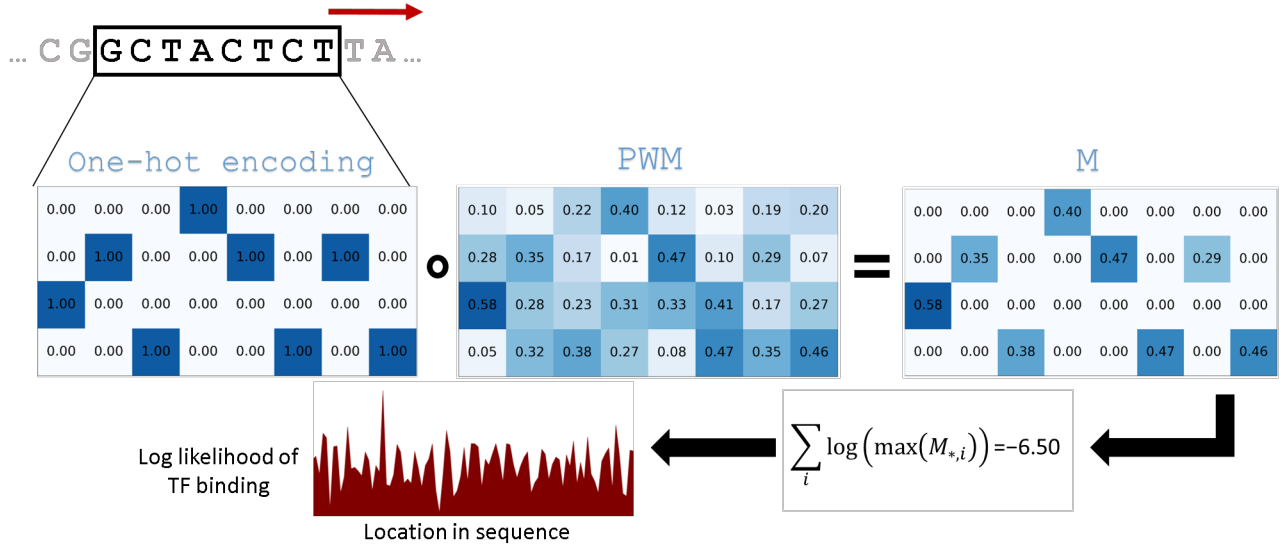 ... C G G C T A C T C T T A ...
One-hot encoding
PWM
M
0.00 0.00 0.00 1.00 0.00 0.00 0.00 0.00
0.00 1.00 0.00 0.00 1.00 0.00 1.00 0.00
1.00 0.00 0.00 0.00 0.00 0.00 0.00 0.00
0.00 0.00 1.00 0.00 0.00 1.00 0.00 1.00
0.10 0.05 0.22 0.40 0.12 0.03 0.19 0.20
0.28 0.35 0.17 0.01 0.47 0.10 0.29 0.07
0.58 0.28 0.23 0.31 0.33 0.41 0.17 0.27
0.05 0.32 0.38 0.27 0.08 0.47 0.35 0.46
=
0.00 0.00 0.00 0.40 0.00 0.00 0.00 0.00
0.00 0.35 0.00 0.00 0.47 0.00 0.29 0.00
0.58 0.00 0.00 0.00 0.00 0.00 0.00 0.00
0.00 0.00 0.38 0.00 0.00 0.47 0.00 0.46
∑ᵢ log(max(M*,ᵢ))=−6.50
Log likelihood of
TF binding
Location in sequence